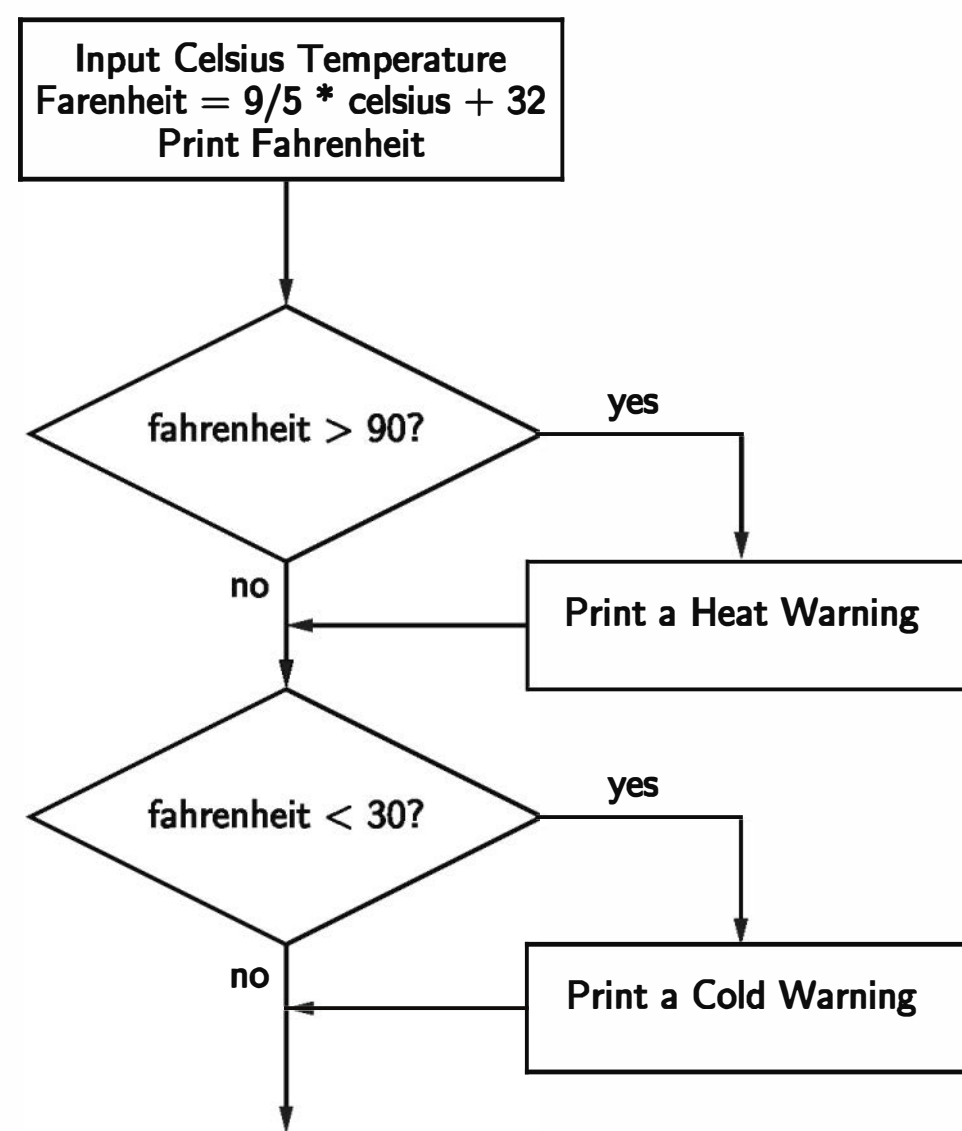 Input Celsius Temperature
Farenheit = 9/5 * celsius + 32
Print Fahrenheit
fahrenheit > 90?
yes
no
Print a Heat Warning
fahrenheit < 30?
yes
no
Print a Cold Warning